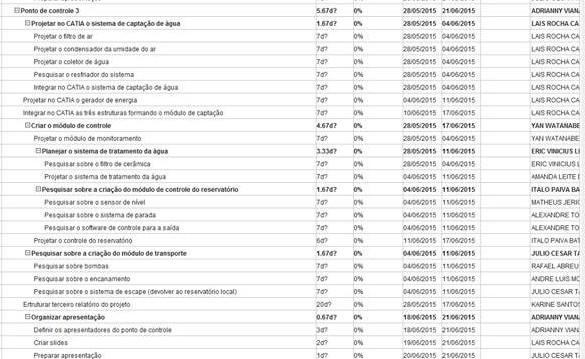 Ponto de controle 3 5.67d? 0% 28/05/2015 21/06/2015 ADRIANNY VIAN
Projetar no CATIA o sistema de captação de água 1.67d? 0% 28/05/2015 04/06/2015 LAIS ROCHA CA
Projetar o filtro de ar 7d? 0% 28/05/2015 04/06/2015 LAIS ROCHA CA
Projetar o condensador da umidade do ar 7d? 0% 28/05/2015 04/06/2015 LAIS ROCHA CA
Projetar o coletor de água 7d? 0% 28/05/2015 04/06/2015 LAIS ROCHA CA
Pesquisar o resfriador do sistema 7d? 0% 28/05/2015 04/06/2015 LAIS ROCHA CA
Integrar no CATIA o sistema de captação de água 7d? 0% 28/05/2015 04/06/2015 LAIS ROCHA CA
Projetar no CATIA o gerador de energia 7d? 0% 04/06/2015 11/06/2015 LAIS ROCHA CA
Integrar no CATIA as três estruturas formando o módulo de captação 7d? 0% 10/06/2015 17/06/2015 LAIS ROCHA CA
Criar o módulo de controle 4.67d? 0% 28/05/2015 17/06/2015 YAN WATANABE
Projetar o módulo de monitoramento 7d? 0% 28/05/2015 04/06/2015 YAN WATANABE
Planejar o sistema de tratamento da água 3.33d? 0% 28/05/2015 11/06/2015 ERIC VINICIUS L
Pesquisar sobre o filtro de cerâmica 7d? 0% 28/05/2015 04/06/2015 ERIC VINICIUS L
Projetar o sistema de tratamento da água 7d? 0% 04/06/2015 11/06/2015 AMANDA LEITE
Pesquisar sobre a criação do módulo de controle do reservatório 1.67d? 0% 04/06/2015 11/06/2015 ITALO PAIVA BA
Pesquisar sobre o sensor de nível 7d? 0% 04/06/2015 11/06/2015 MATHEUS JERIC
Pesquisar sobre o sistema de parada 7d? 0% 04/06/2015 11/06/2015 ALEXANDRE TO
Pesquisar o software de controle para a saída 7d? 0% 04/06/2015 11/06/2015 ALEXANDRE TO
Projetar o controle do reservatório 6d? 0% 11/06/2015 17/06/2015 ITALO PAIVA BAT
Pesquisar sobre a criação do módulo de transporte 1.67d? 0% 04/06/2015 11/06/2015 JULIO CESAR TA
Pesquisar sobre bombas 7d? 0% 04/06/2015 11/06/2015 RAFAEL ABREU
Pesquisar sobre o encanamento 7d? 0% 04/06/2015 11/06/2015 ANDRE LUIS MO
Pesquisar sobre o sistema de escape (devolver ao reservatório local) 7d? 0% 04/06/2015 11/06/2015 JULIO CESAR TA
Ertruturar terceiro relatório do projeto 20d? 0% 28/05/2015 17/06/2015 KARINE SANTOS
Organizar apresentação 0.67d? 0% 18/06/2015 21/06/2015 ADRIANNY VIAN
Definir os apresentadores do ponto de controle 3d? 0% 18/06/2015 21/06/2015 ADRIANNY VIAN
Criar slides 2d? 0% 19/06/2015 21/06/2015 LAIS ROCHA CA
Preparar apresentação 1d? 0% 20/06/2015 21/06/2015 JULIO CESAR T